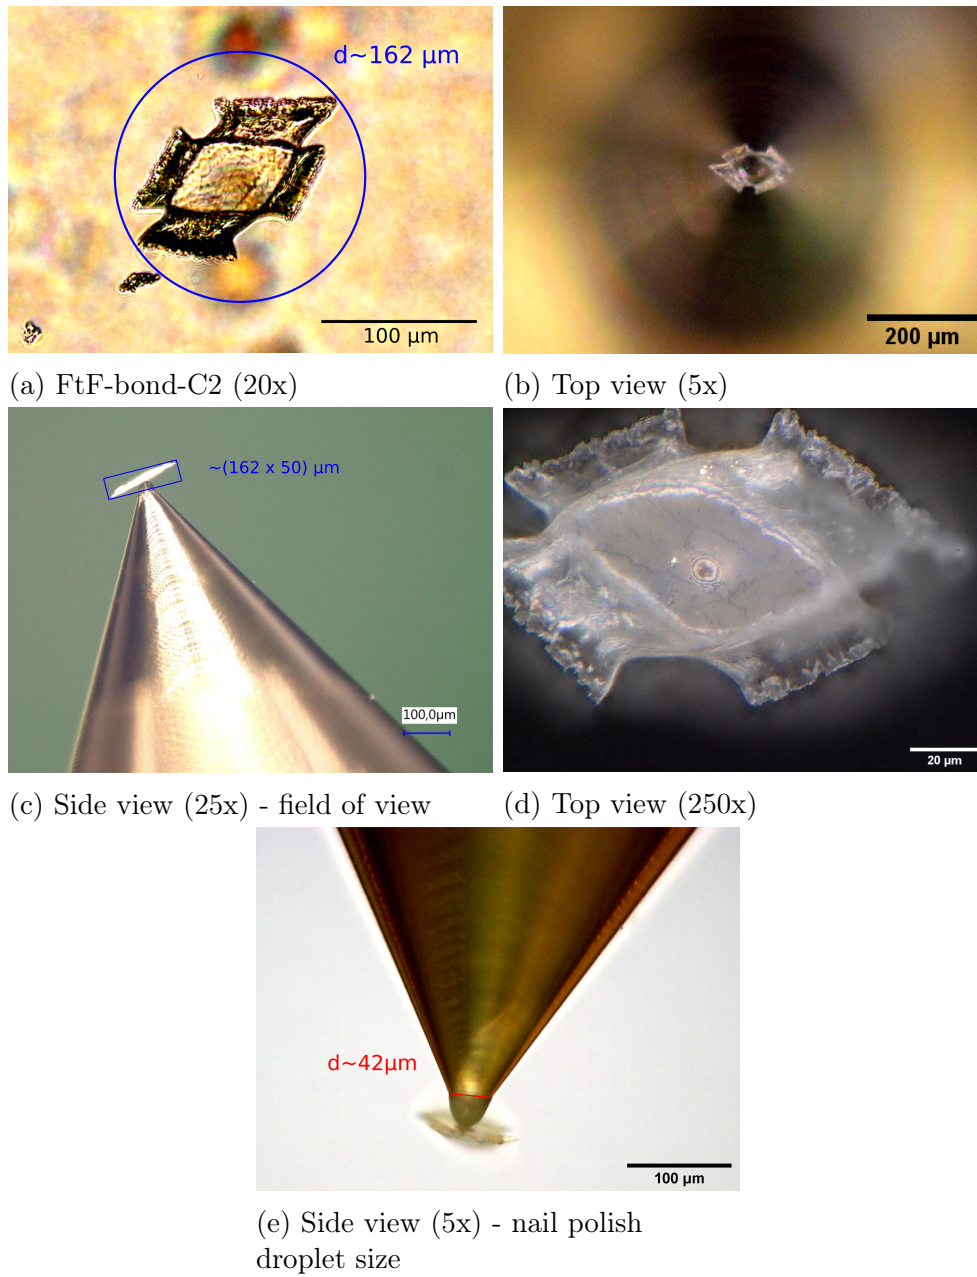 d~162 µm
100 µm
200 µm
(a) FtF-bond-C2 (20x)
(b) Top view (5x)
~(162 x 50) µm
100,0µm
20 µm
(c) Side view (25x) - field of view
(d) Top view (250x)
d~42µm
100 µm
(e) Side view (5x) - nail polish
droplet size